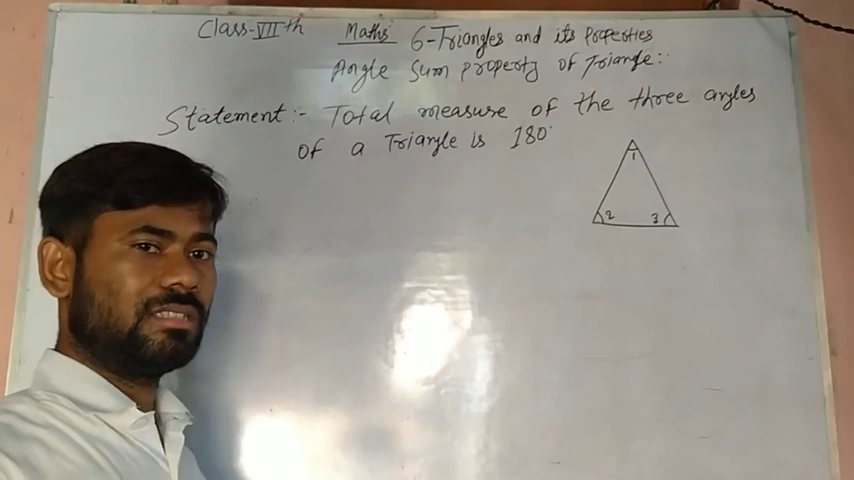 Class-VIIth Maths 6-Triangles and its Properties
Angle Sum property of Triangle::
Statement:- Total measure of the three angles
of a Triangle is 180°
1
2 3